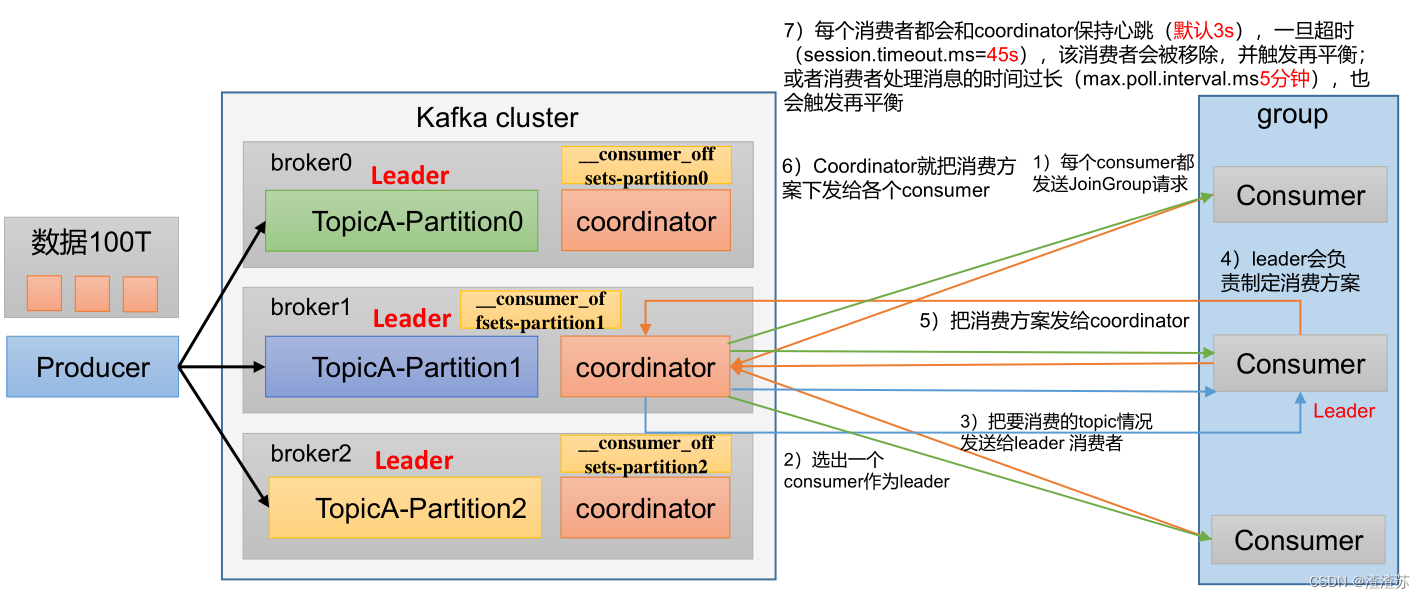 7）每个消费者都会和coordinator保持心跳（默认3s），一旦超时
（session.timeout.ms=45s），该消费者会被移除，并触发再平衡；
或者消费者处理消息的时间过长（max.poll.interval.ms5分钟），也
会触发再平衡
Kafka cluster
group
broker0
Leader
__consumer_off
sets-partition0
TopicA-Partition0
coordinator
6）Coordinator就把消费方
案下发给各个consumer
1）每个consumer都
发送JoinGroup请求
Consumer
数据100T
4）leader会负
责制定消费方案
broker1
Leader
__consumer_of
fsets-partition1
5）把消费方案发给coordinator
Producer
TopicA-Partition1
coordinator
Consumer
Leader
3）把要消费的topic情况
发送给leader 消费者
broker2
Leader
__consumer_off
sets-partition2
2）选出一个
consumer作为leader
TopicA-Partition2
coordinator
Consumer
CSDN @渣渣苏